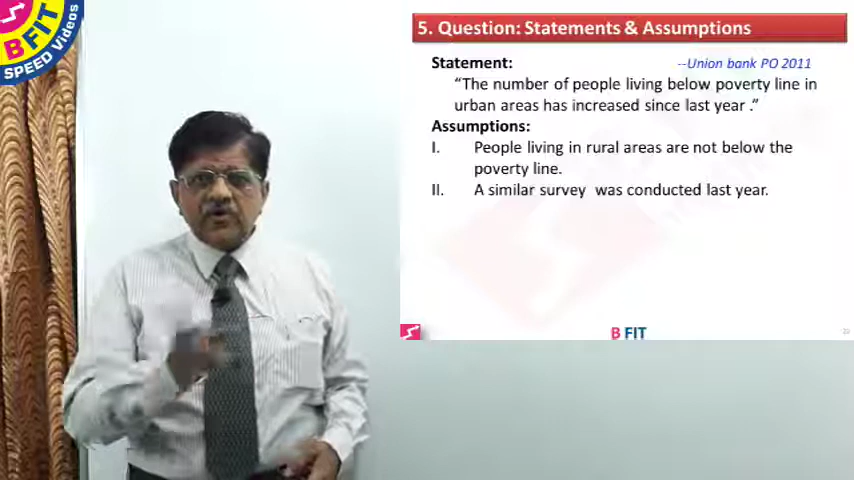 BFIT
SPEED Videos
5. Question: Statements & Assumptions
Statement: --Union bank PO 2011
“The number of people living below poverty line in
urban areas has increased since last year .”
Assumptions:
I. People living in rural areas are not below the
poverty line.
II. A similar survey was conducted last year.
B FIT